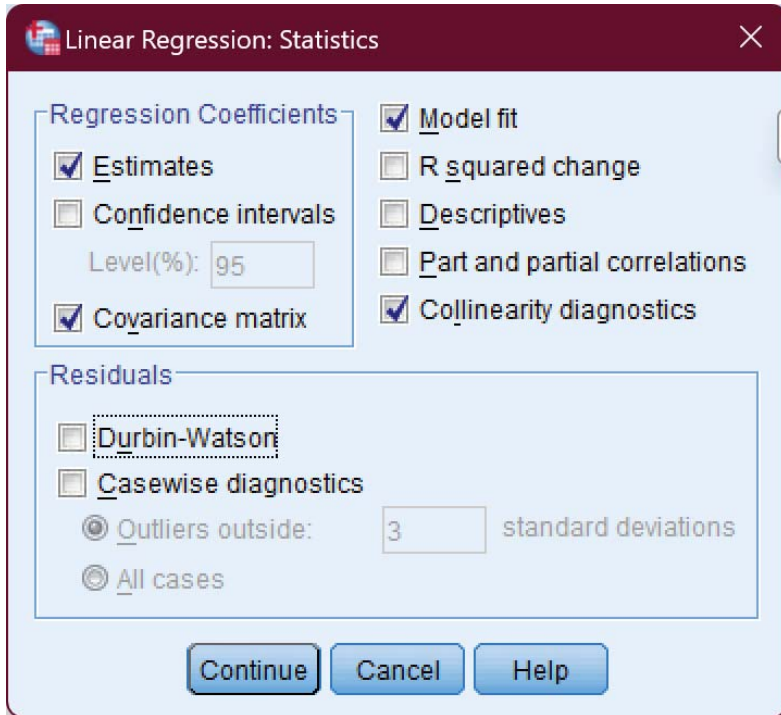 Linear Regression: Statistics
Regression Coefficients
Estimates
Confidence intervals
Level(%): 95
Covariance matrix
Model fit
R squared change
Descriptives
Part and partial correlations
Collinearity diagnostics
Residuals
Durbin-Watson
Casewise diagnostics
Outliers outside: 3 standard deviations
All cases
Continue Cancel Help